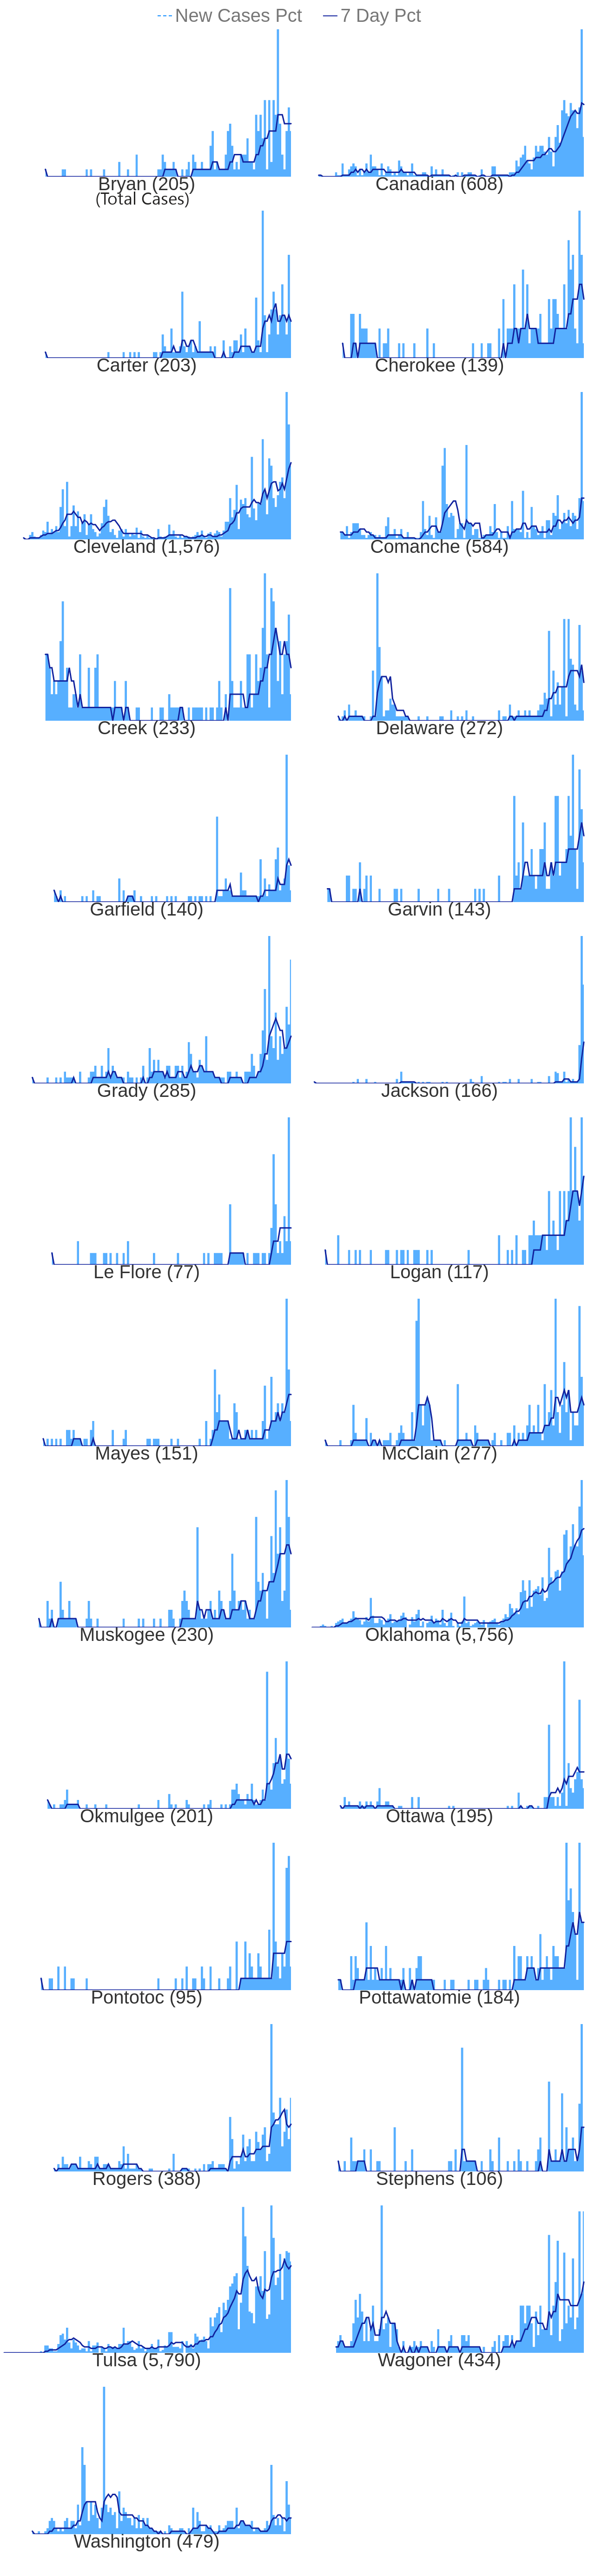 New Cases Pct 7 Day Pct
Bryan (205) Canadian (608)
(Total Cases)
Carter (203) Cherokee (139)
Cleveland (1,576) Comanche (584)
Creek (233) Delaware (272)
Garfield (140) Garvin (143)
Grady (285) Jackson (166)
Le Flore (77) Logan (117)
Mayes (151) McClain (277)
Muskogee (230) Oklahoma (5,756)
Okmulgee (201) Ottawa (195)
Pontotoc (95) Pottawatomie (184)
Rogers (388) Stephens (106)
Tulsa (5,790) Wagoner (434)
Washington (479)